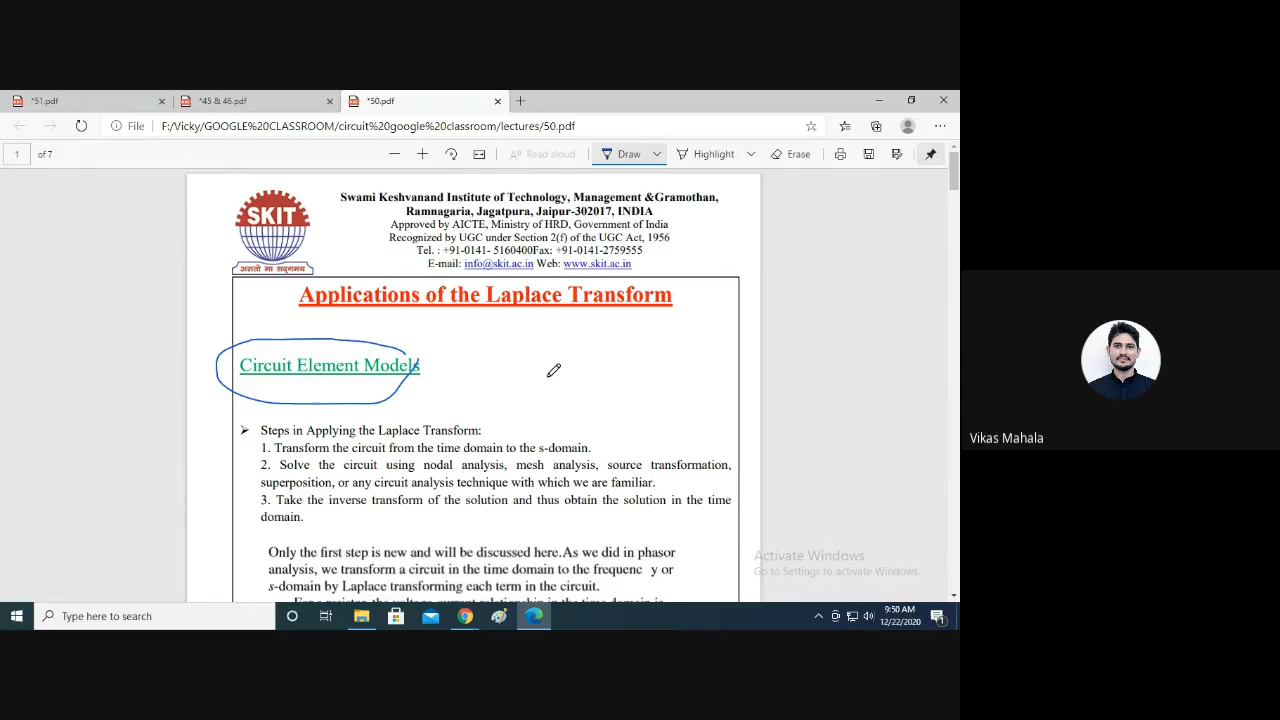 *51.pdf
*45 & 46.pdf
*50.pdf
File
F:/Vicky/GOOGLE%20CLASSROOM/circuit%20google%20classroom/lectures/50.pdf
1 of 7
Read aloud
Draw
Highlight
Erase
SKIT
असतो मा सद्गमय
Swami Keshvanand Institute of Technology, Management &Gramothan,
Ramnagaria, Jagatpura, Jaipur-302017, INDIA
Approved by AICTE, Ministry of HRD, Government of India
Recognized by UGC under Section 2(f) of the UGC Act, 1956
Tel. : +91-0141- 5160400Fax: +91-0141-2759555
E-mail: info@skit.ac.in Web: www.skit.ac.in
Applications of the Laplace Transform
Circuit Element Models
➢ Steps in Applying the Laplace Transform:
1. Transform the circuit from the time domain to the s-domain.
2. Solve the circuit using nodal analysis, mesh analysis, source transformation,
superposition, or any circuit analysis technique with which we are familiar.
3. Take the inverse transform of the solution and thus obtain the solution in the time
domain.
Only the first step is new and will be discussed here.As we did in phasor
analysis, we transform a circuit in the time domain to the frequenc y or
s-domain by Laplace transforming each term in the circuit.
Vikas Mahala
Activate Windows
Go to Settings to activate Windows.
Type here to search
9:50 AM
12/22/2020
1